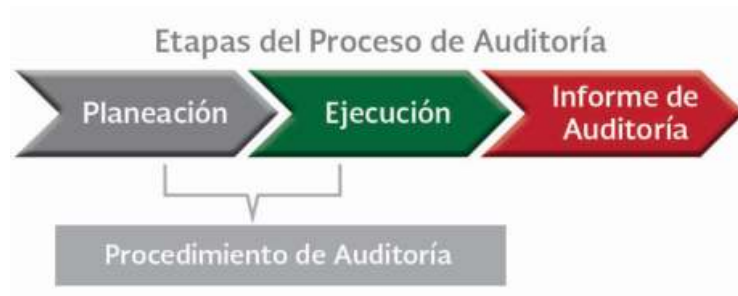 Etapas del Proceso de Auditoría
Planeación
Ejecución
Informe de
Auditoría
Procedimiento de Auditoría